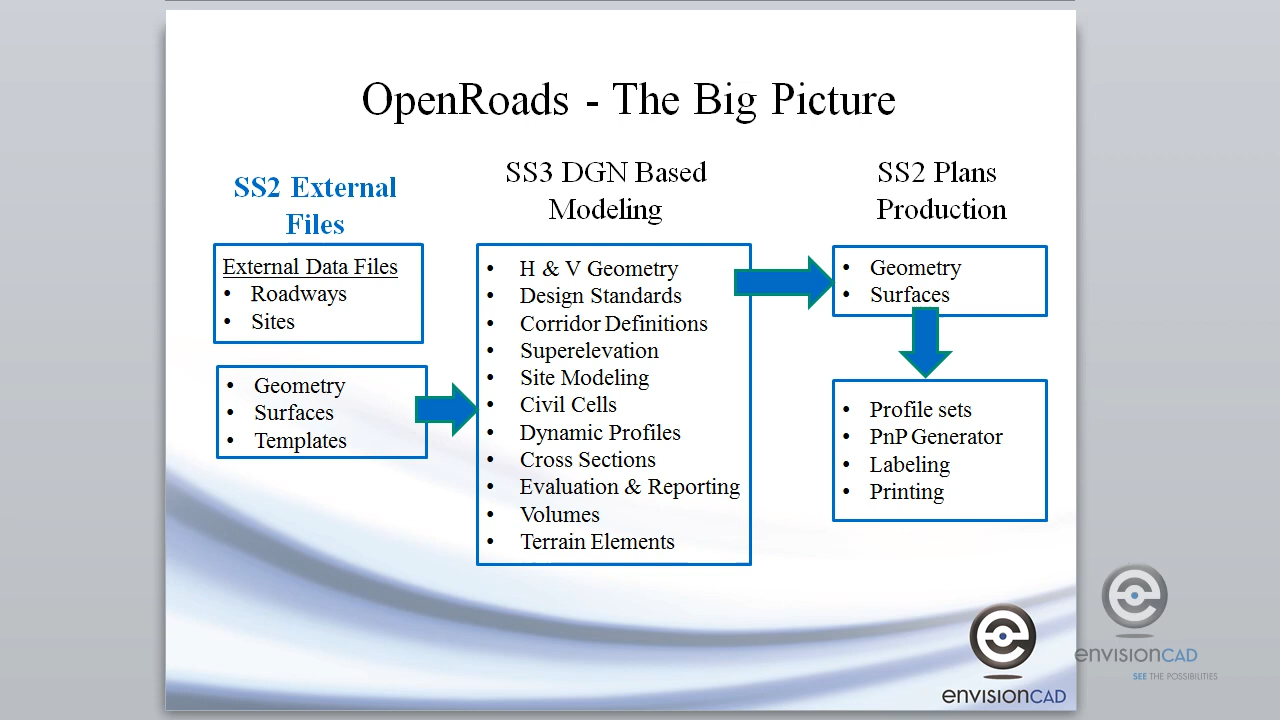 OpenRoads - The Big Picture
SS2 External
Files
External Data Files
• Roadways
• Sites
• Geometry
• Surfaces
• Templates
SS3 DGN Based
Modeling
• H & V Geometry
• Design Standards
• Corridor Definitions
• Superelevation
• Site Modeling
• Civil Cells
• Dynamic Profiles
• Cross Sections
• Evaluation & Reporting
• Volumes
• Terrain Elements
SS2 Plans
Production
• Geometry
• Surfaces
• Profile sets
• PnP Generator
• Labeling
• Printing
envisionCAD
envisionCAD
SEE THE POSSIBILITIES